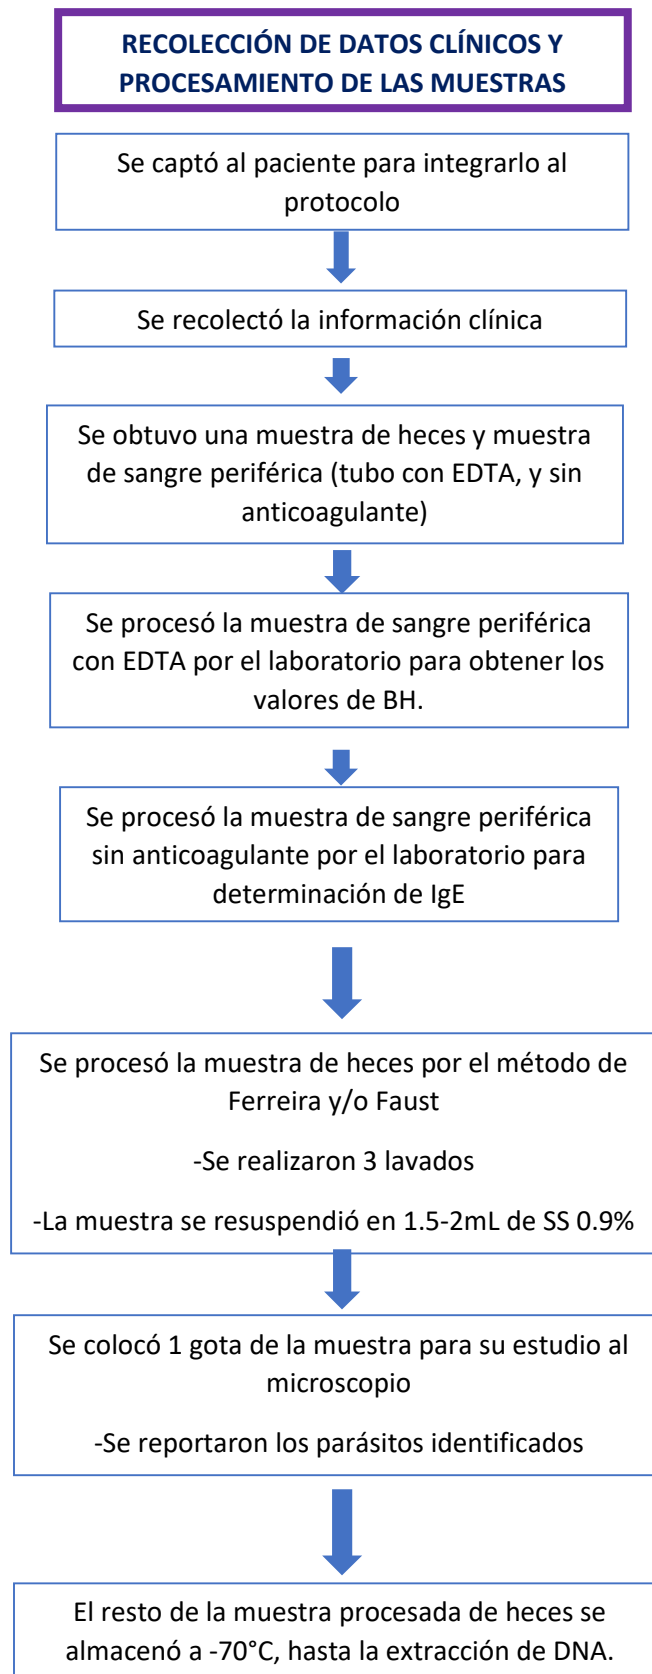 RECOLECCIÓN DE DATOS CLÍNICOS Y
PROCESAMIENTO DE LAS MUESTRAS
Se captó al paciente para integrarlo al
protocolo
Se recolectó la información clínica
Se obtuvo una muestra de heces y muestra
de sangre periférica (tubo con EDTA, y sin
anticoagulante)
Se procesó la muestra de sangre periférica
con EDTA por el laboratorio para obtener los
valores de BH.
Se procesó la muestra de sangre periférica
sin anticoagulante por el laboratorio para
determinación de IgE
Se procesó la muestra de heces por el método de
Ferreira y/o Faust
-Se realizaron 3 lavados
-La muestra se resuspendió en 1.5-2mL de SS 0.9%
Se colocó 1 gota de la muestra para su estudio al
microscopio
-Se reportaron los parásitos identificados
El resto de la muestra procesada de heces se
almacenó a -70°C, hasta la extracción de DNA.